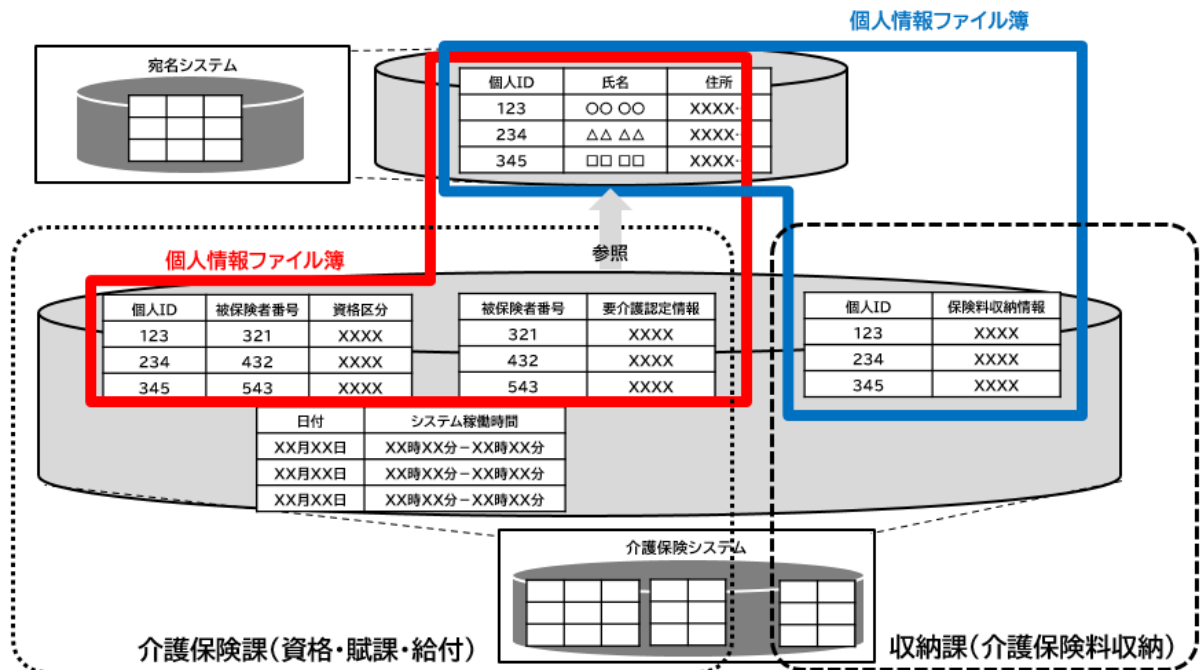 個人情報ファイル簿
宛名システム
個人ID 氏名 住所
123 〇〇 〇〇 XXXX…
234 △△ △△ XXXX…
345 □□ □□ XXXX…
参照
個人情報ファイル簿
個人ID 被保険者番号 資格区分
123 321 XXXX
234 432 XXXX
345 543 XXXX
被保険者番号 要介護認定情報
321 XXXX
432 XXXX
543 XXXX
個人ID 保険料収納情報
123 XXXX
234 XXXX
345 XXXX
日付 システム稼働時間
XX月XX日 XX時XX分－XX時XX分
XX月XX日 XX時XX分－XX時XX分
XX月XX日 XX時XX分－XX時XX分
介護保険システム
介護保険課(資格・賦課・給付)
収納課(介護保険料収納)